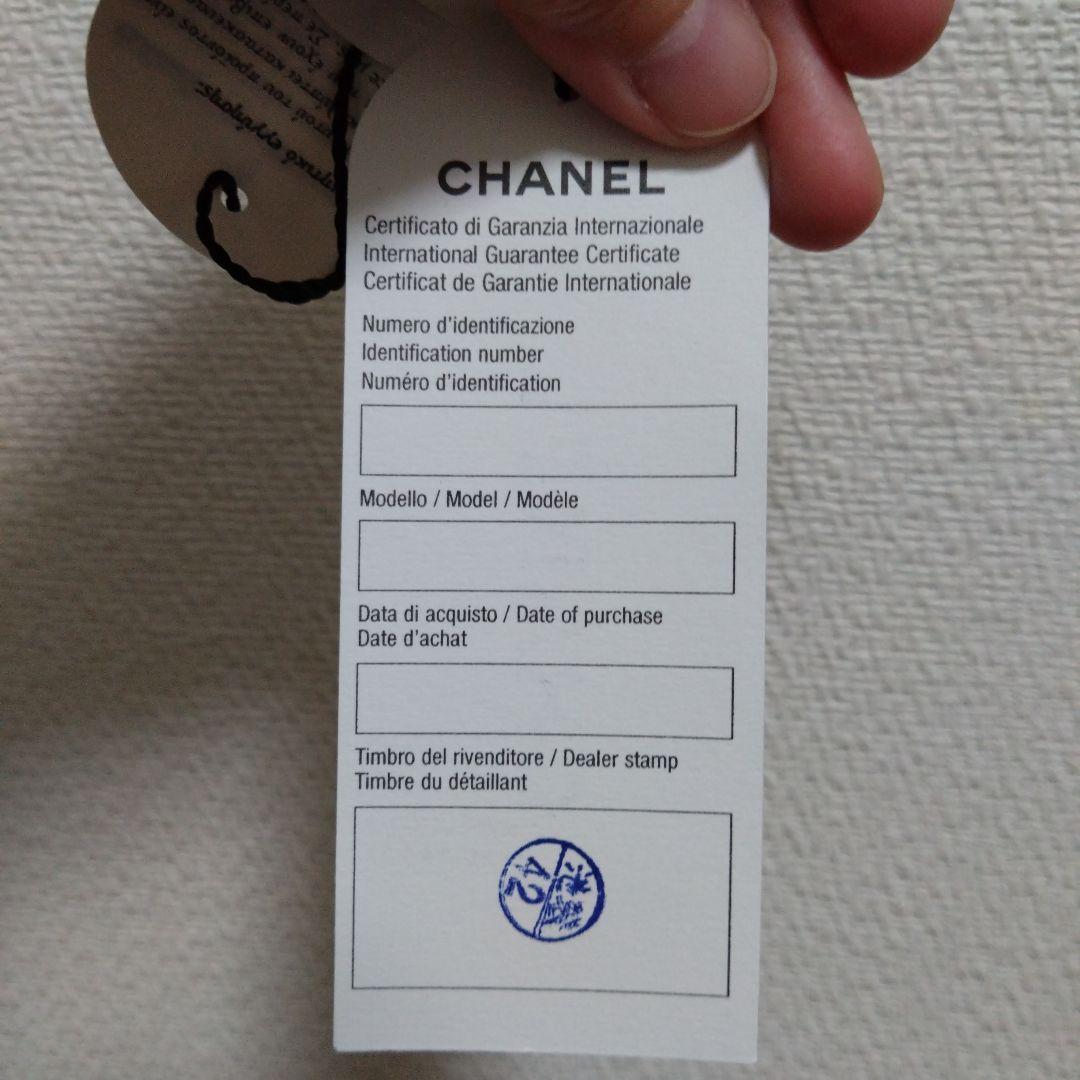 CHANEL
Certificato di Garanzia Internazionale
International Guarantee Certificate
Certificat de Garantie Internationale
Numero d'identificazione
Identification number
Numéro d'identification
Modello / Model / Modèle
Data di acquisto / Date of purchase
Date d'achat
Timbro del rivenditore / Dealer stamp
Timbre du détaillant
42